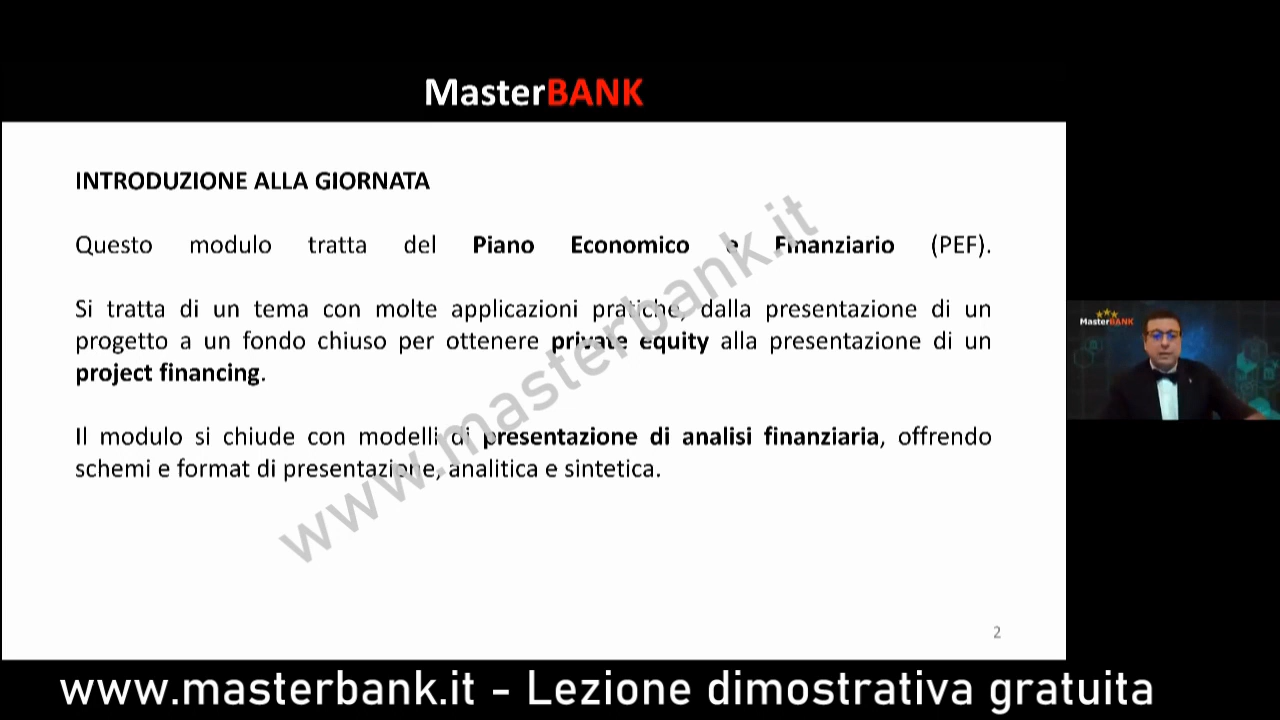 MasterBANK
INTRODUZIONE ALLA GIORNATA
Questo modulo tratta del Piano Economico e Finanziario (PEF).
Si tratta di un tema con molte applicazioni pratiche, dalla presentazione di un
progetto a un fondo chiuso per ottenere private equity alla presentazione di un
project financing.
Il modulo si chiude con modelli di presentazione di analisi finanziaria, offrendo
schemi e format di presentazione, analitica e sintetica.
www.masterbank.it
2
MasterBANK
www.masterbank.it - Lezione dimostrativa gratuita